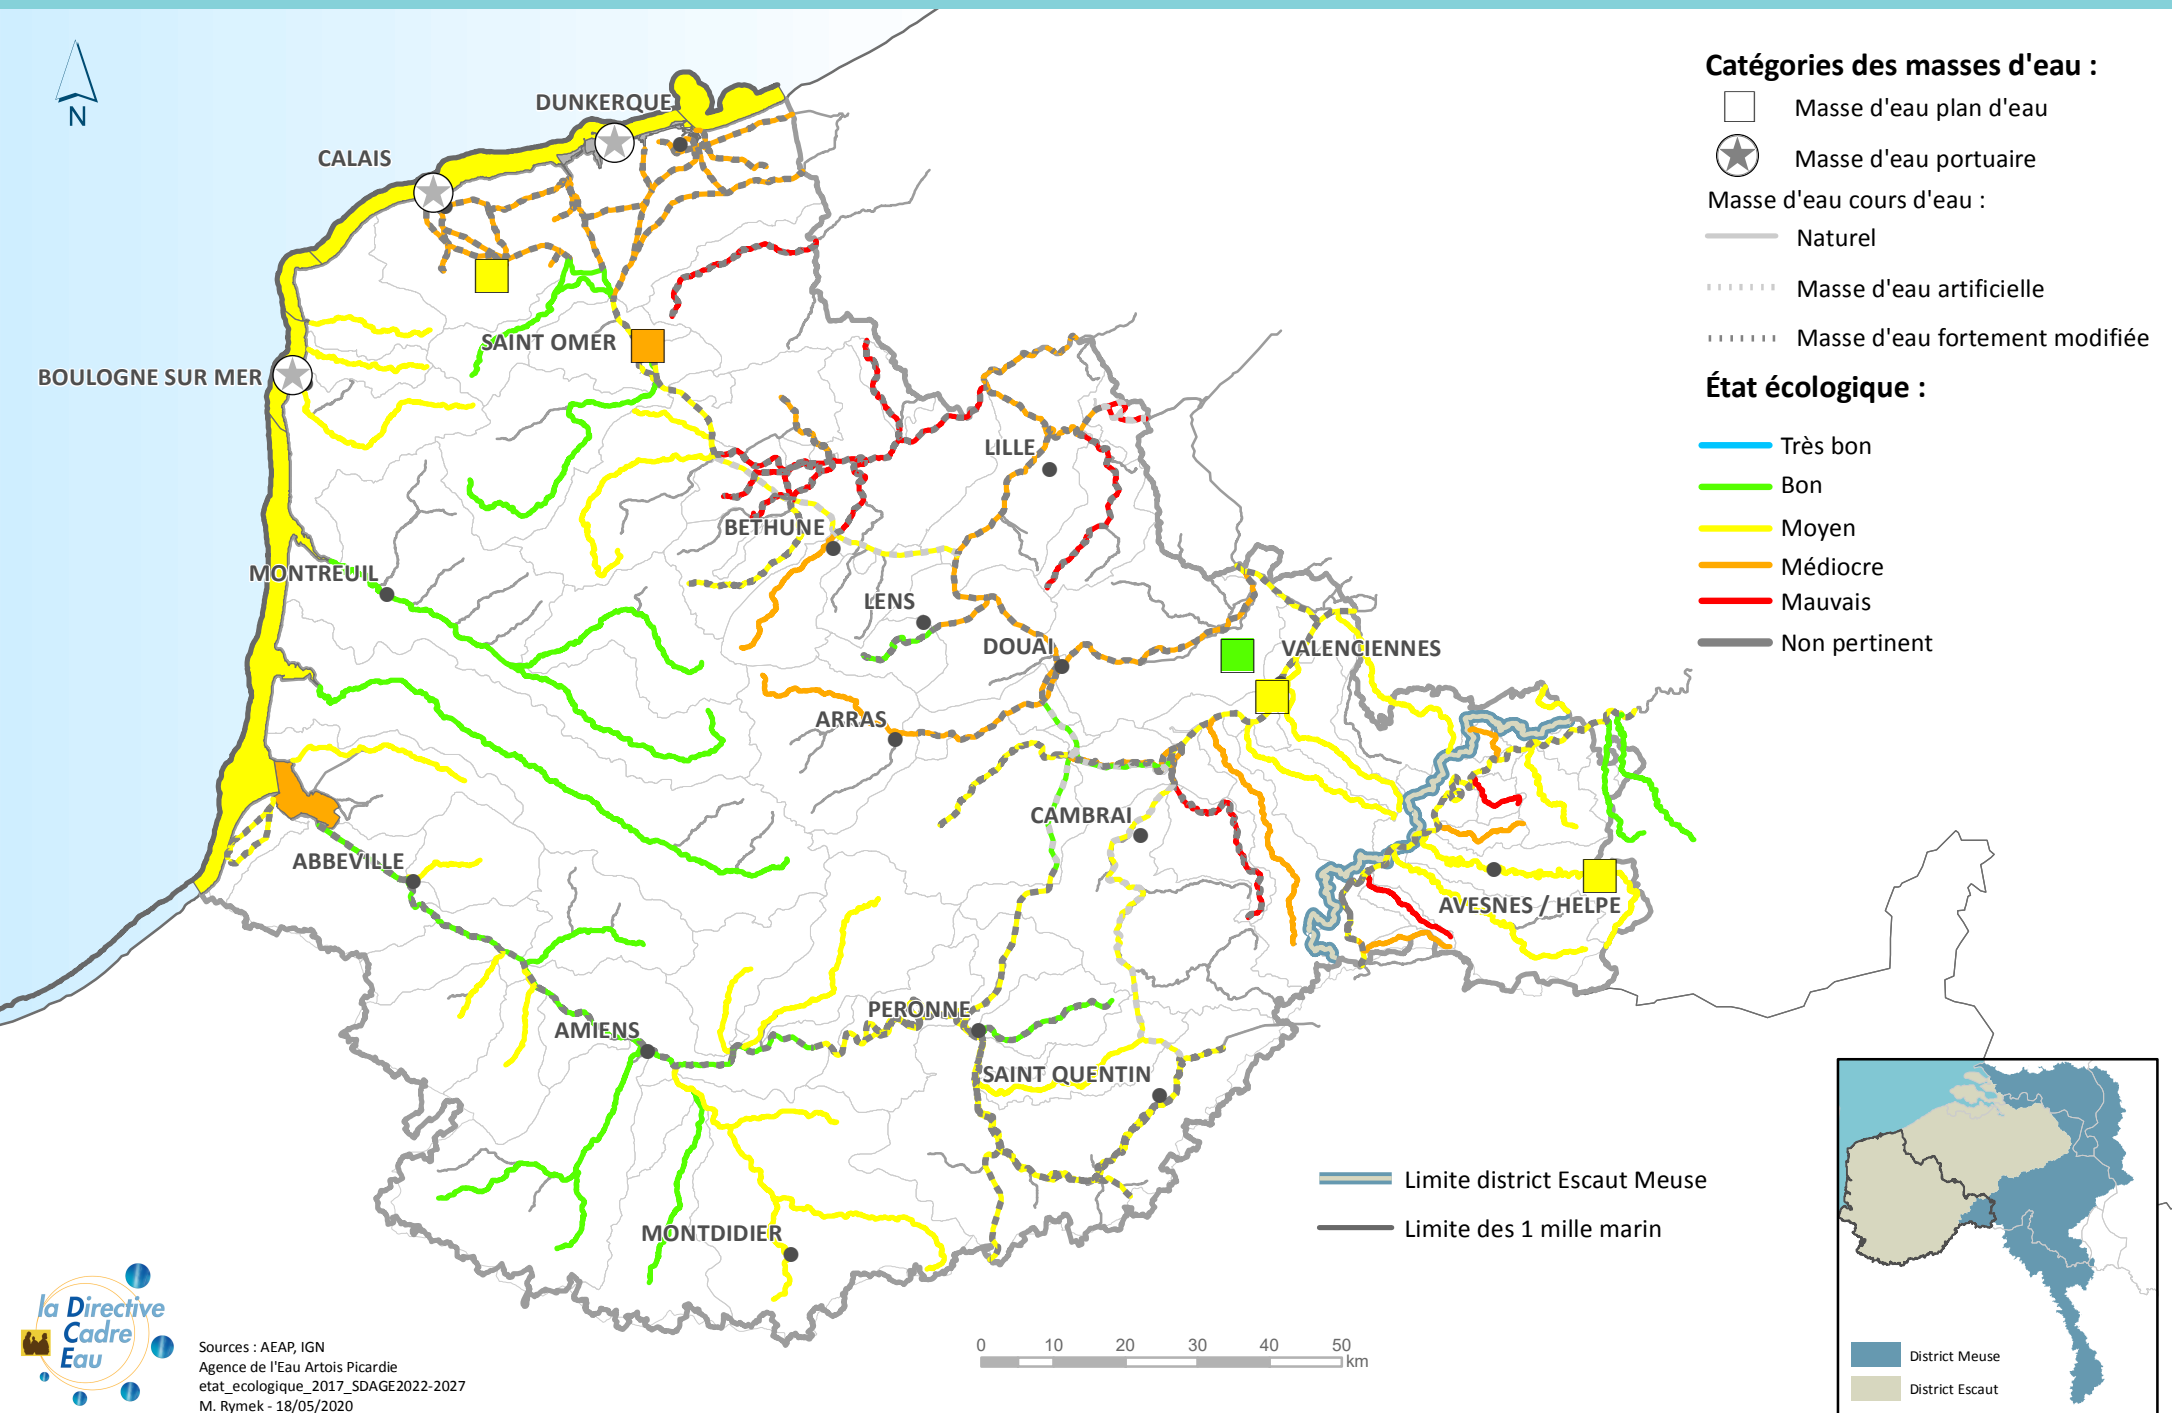 N
DUNKERQUE
CALAIS
SAINT OMER
BOULOGNE SUR MER
LILLE
BETHUNE
MONTREUIL
LENS
DOUAI
VALENCIENNES
ARRAS
CAMBRAI
ABBEVILLE
AVESNES / HELPE
PERONNE
AMIENS
SAINT QUENTIN
MONTDIDIER
Catégories des masses d'eau :
Masse d'eau plan d'eau
Masse d'eau portuaire
Masse d'eau cours d'eau :
Naturel
Masse d'eau artificielle
Masse d'eau fortement modifiée
État écologique :
Très bon
Bon
Moyen
Médiocre
Mauvais
Non pertinent
Limite district Escaut Meuse
Limite des 1 mille marin
0 10 20 30 40 50
km
District Meuse
District Escaut
la Directive
Cadre
Eau
Sources : AEAP, IGN
Agence de l'Eau Artois Picardie
etat_ecologique_2017_SDAGE2022-2027
M. Rymek - 18/05/2020